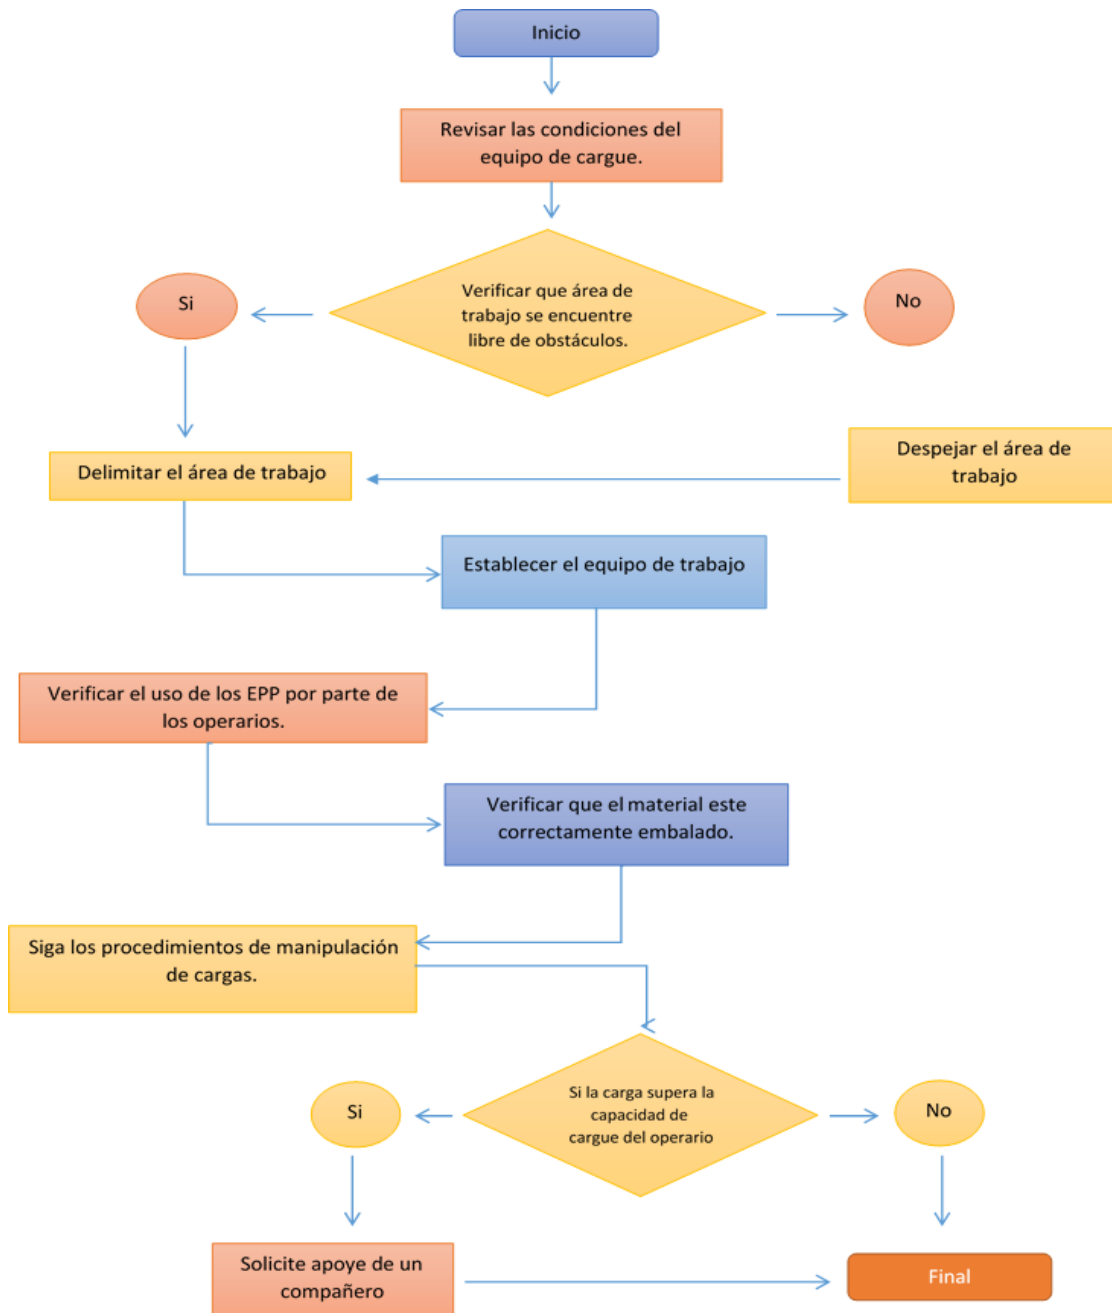 Inicio
Revisar las condiciones del
equipo de cargue.
Verificar que área de
trabajo se encuentre
libre de obstáculos.
Si
No
Delimitar el área de trabajo
Despejar el área de
trabajo
Establecer el equipo de trabajo
Verificar el uso de los EPP por parte de
los operarios.
Verificar que el material este
correctamente embalado.
Siga los procedimientos de manipulación
de cargas.
Si la carga supera la
capacidad de
cargue del operario
Si
No
Solicite apoye de un
compañero
Final